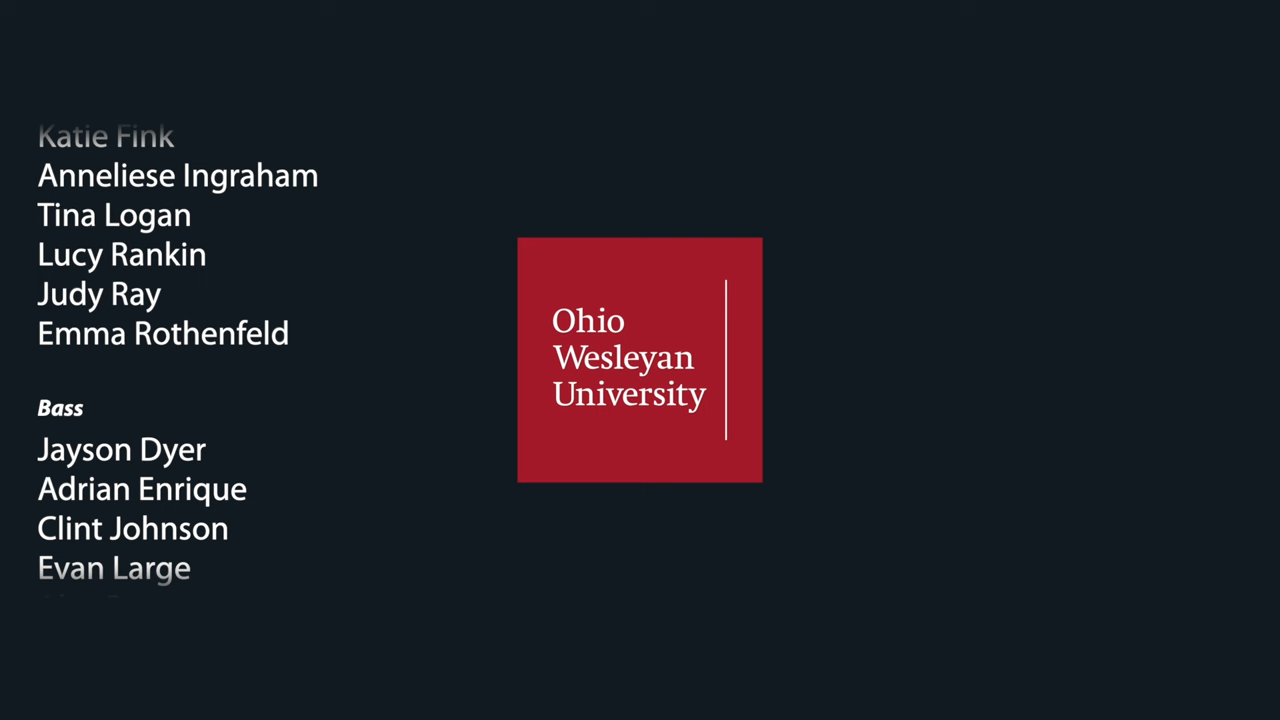 Katie Fink
Anneliese Ingraham
Tina Logan
Lucy Rankin
Judy Ray
Emma Rothenfeld
Bass
Jayson Dyer
Adrian Enrique
Clint Johnson
Evan Large
Ohio
Wesleyan
University